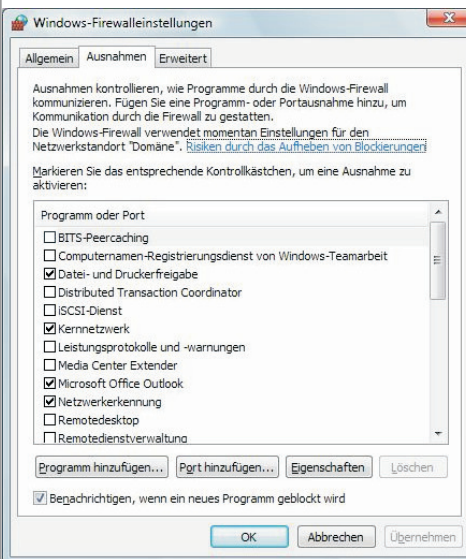 Windows-Firewalleinstellungen
Allgemein Ausnahmen Erweitert
Ausnahmen kontrollieren, wie Programme durch die Windows-Firewall
kommunizieren. Fügen Sie eine Programm- oder Portausnahme hinzu, um
Kommunikation durch die Firewall zu gestatten.
Die Windows-Firewall verwendet momentan Einstellungen für den
Netzwerkstandort "Domäne". Risiken durch das Aufheben von Blockierungen
Markieren Sie das entsprechende Kontrollkästchen, um eine Ausnahme zu
aktivieren:
Programm oder Port
BITS-Peercaching
Computernamen-Registrierungsdienst von Windows-Teamarbeit
Datei- und Druckerfreigabe
Distributed Transaction Coordinator
iSCSI-Dienst
Kernnetzwerk
Leistungsprotokolle und -warnungen
Media Center Extender
Microsoft Office Outlook
Netzwerkerkennung
Remotedesktop
Remotedienstverwaltung
Programm hinzufügen... Port hinzufügen... Eigenschaften Löschen
Benachrichtigen, wenn ein neues Programm geblockt wird
OK Abbrechen Übernehmen